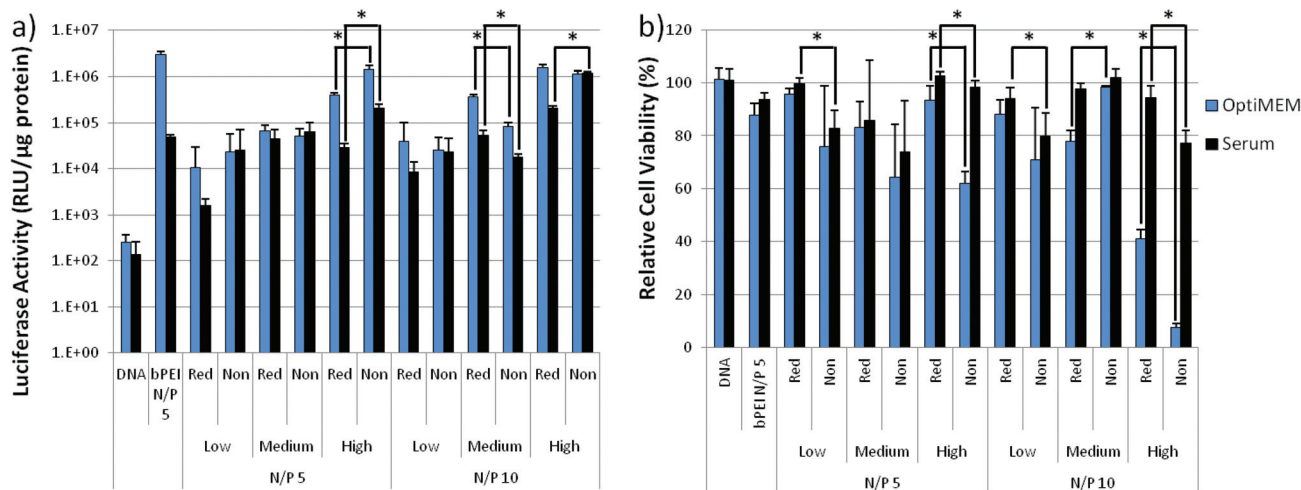 a)
Luciferase Activity (RLU/µg protein)
1.E+07
1.E+06
1.E+05
1.E+04
1.E+03
1.E+02
1.E+01
1.E+00
* * * * *
DNA bPEI N/P 5 Red Non Red Non Red Non Red Non Red Non Red Non
Low Medium High Low Medium High
N/P 5 N/P 10
b)
Relative Cell Viability (%)
120
100
80
60
40
20
0
* * * * * * *
DNA bPEI N/P 5 Red Non Red Non Red Non Red Non Red Non Red Non
Low Medium High Low Medium High
N/P 5 N/P 10
OptiMEM
Serum